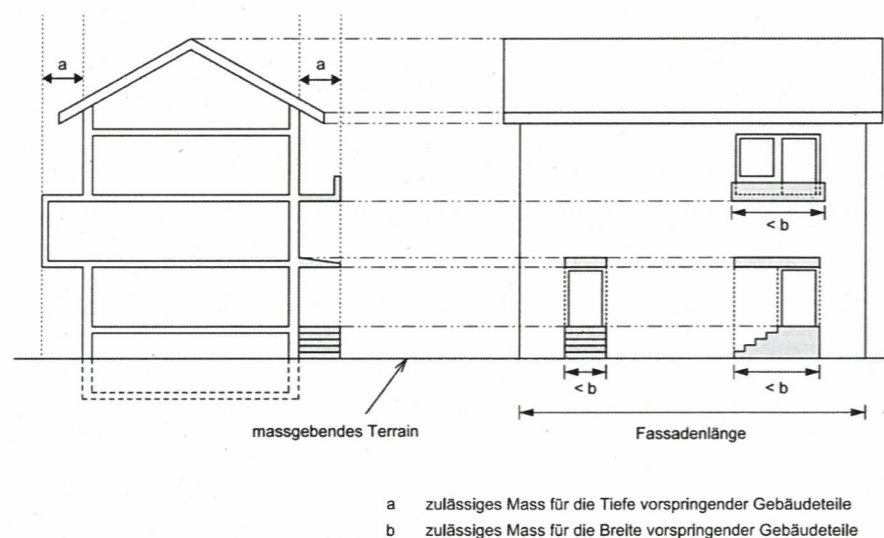 a
a
< b
< b
< b
massgebendes Terrain
Fassadenlänge
a zulässiges Mass für die Tiefe vorspringender Gebäudeteile
b zulässiges Mass für die Breite vorspringender Gebäudeteile